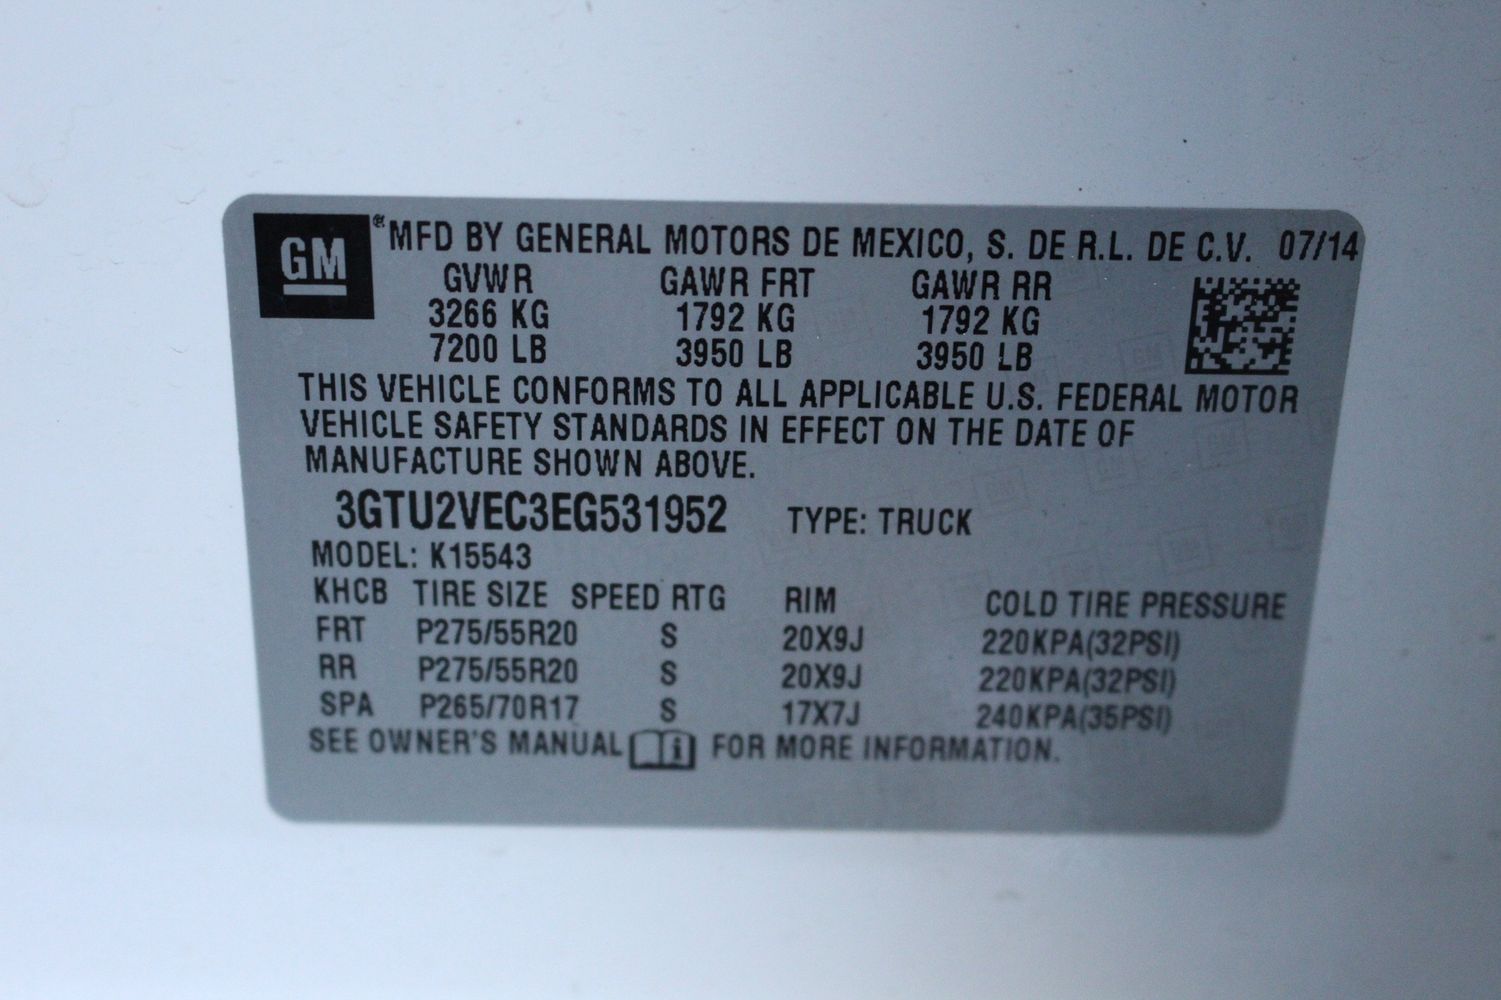 GM ® MFD BY GENERAL MOTORS DE MEXICO, S. DE R.L. DE C.V. 07/14
GVWR GAWR FRT GAWR RR
3266 KG 1792 KG 1792 KG
7200 LB 3950 LB 3950 LB
THIS VEHICLE CONFORMS TO ALL APPLICABLE U.S. FEDERAL MOTOR
VEHICLE SAFETY STANDARDS IN EFFECT ON THE DATE OF
MANUFACTURE SHOWN ABOVE.
3GTU2VEC3EG531952 TYPE: TRUCK
MODEL: K15543
KHCB TIRE SIZE SPEED RTG RIM COLD TIRE PRESSURE
FRT P275/55R20 S 20X9J 220KPA(32PSI)
RR P275/55R20 S 20X9J 220KPA(32PSI)
SPA P265/70R17 S 17X7J 240KPA(35PSI)
SEE OWNER'S MANUAL i FOR MORE INFORMATION.